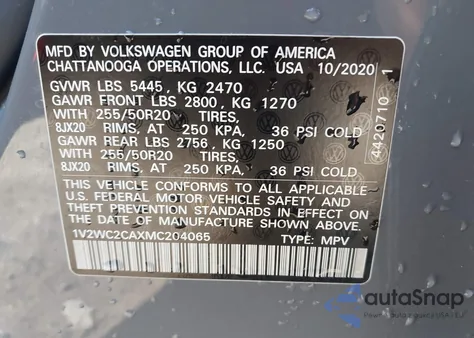 MFD BY VOLKSWAGEN GROUP OF AMERICA
CHATTANOOGA OPERATIONS, LLC. USA 10/2020
GVWR LBS 5445, KG 2470
GAWR FRONT LBS 2800, KG 1270
WITH 255/50R20 TIRES,
8JX20 RIMS, AT 250 KPA, 36 PSI COLD
GAWR REAR LBS 2756, KG 1250
WITH 255/50R20 TIRES,
8JX20 RIMS, AT 250 KPA, 36 PSI COLD
THIS VEHICLE CONFORMS TO ALL APPLICABLE
U.S. FEDERAL MOTOR VEHICLE SAFETY AND
THEFT PREVENTION STANDARDS IN EFFECT ON
THE DATE OF MANUFACTURE SHOWN ABOVE.
1V2WC2CAXMC204065 TYPE: MPV
4420710 1
autoSnap